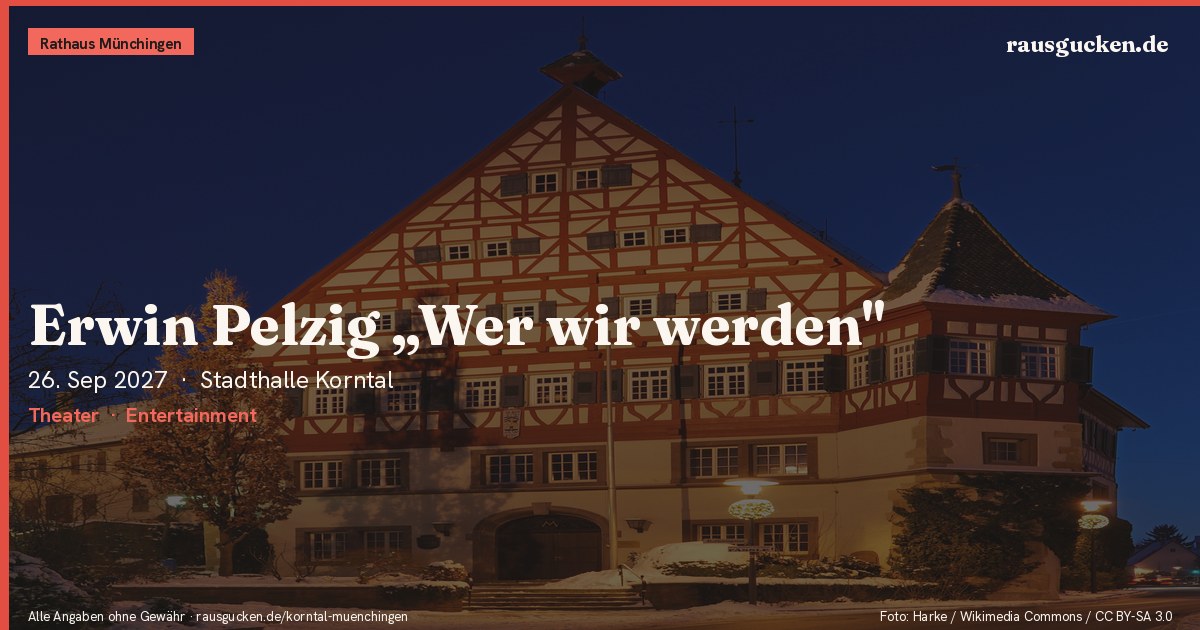 Rathaus Münchingen
rausgucken.de
Erwin Pelzig „Wer wir werden"
26. Sep 2027 · Stadthalle Korntal
Theater · Entertainment
Alle Angaben ohne Gewähr · rausgucken.de/korntal-muenchingen
Foto: Harke / Wikimedia Commons / CC BY-SA 3.0